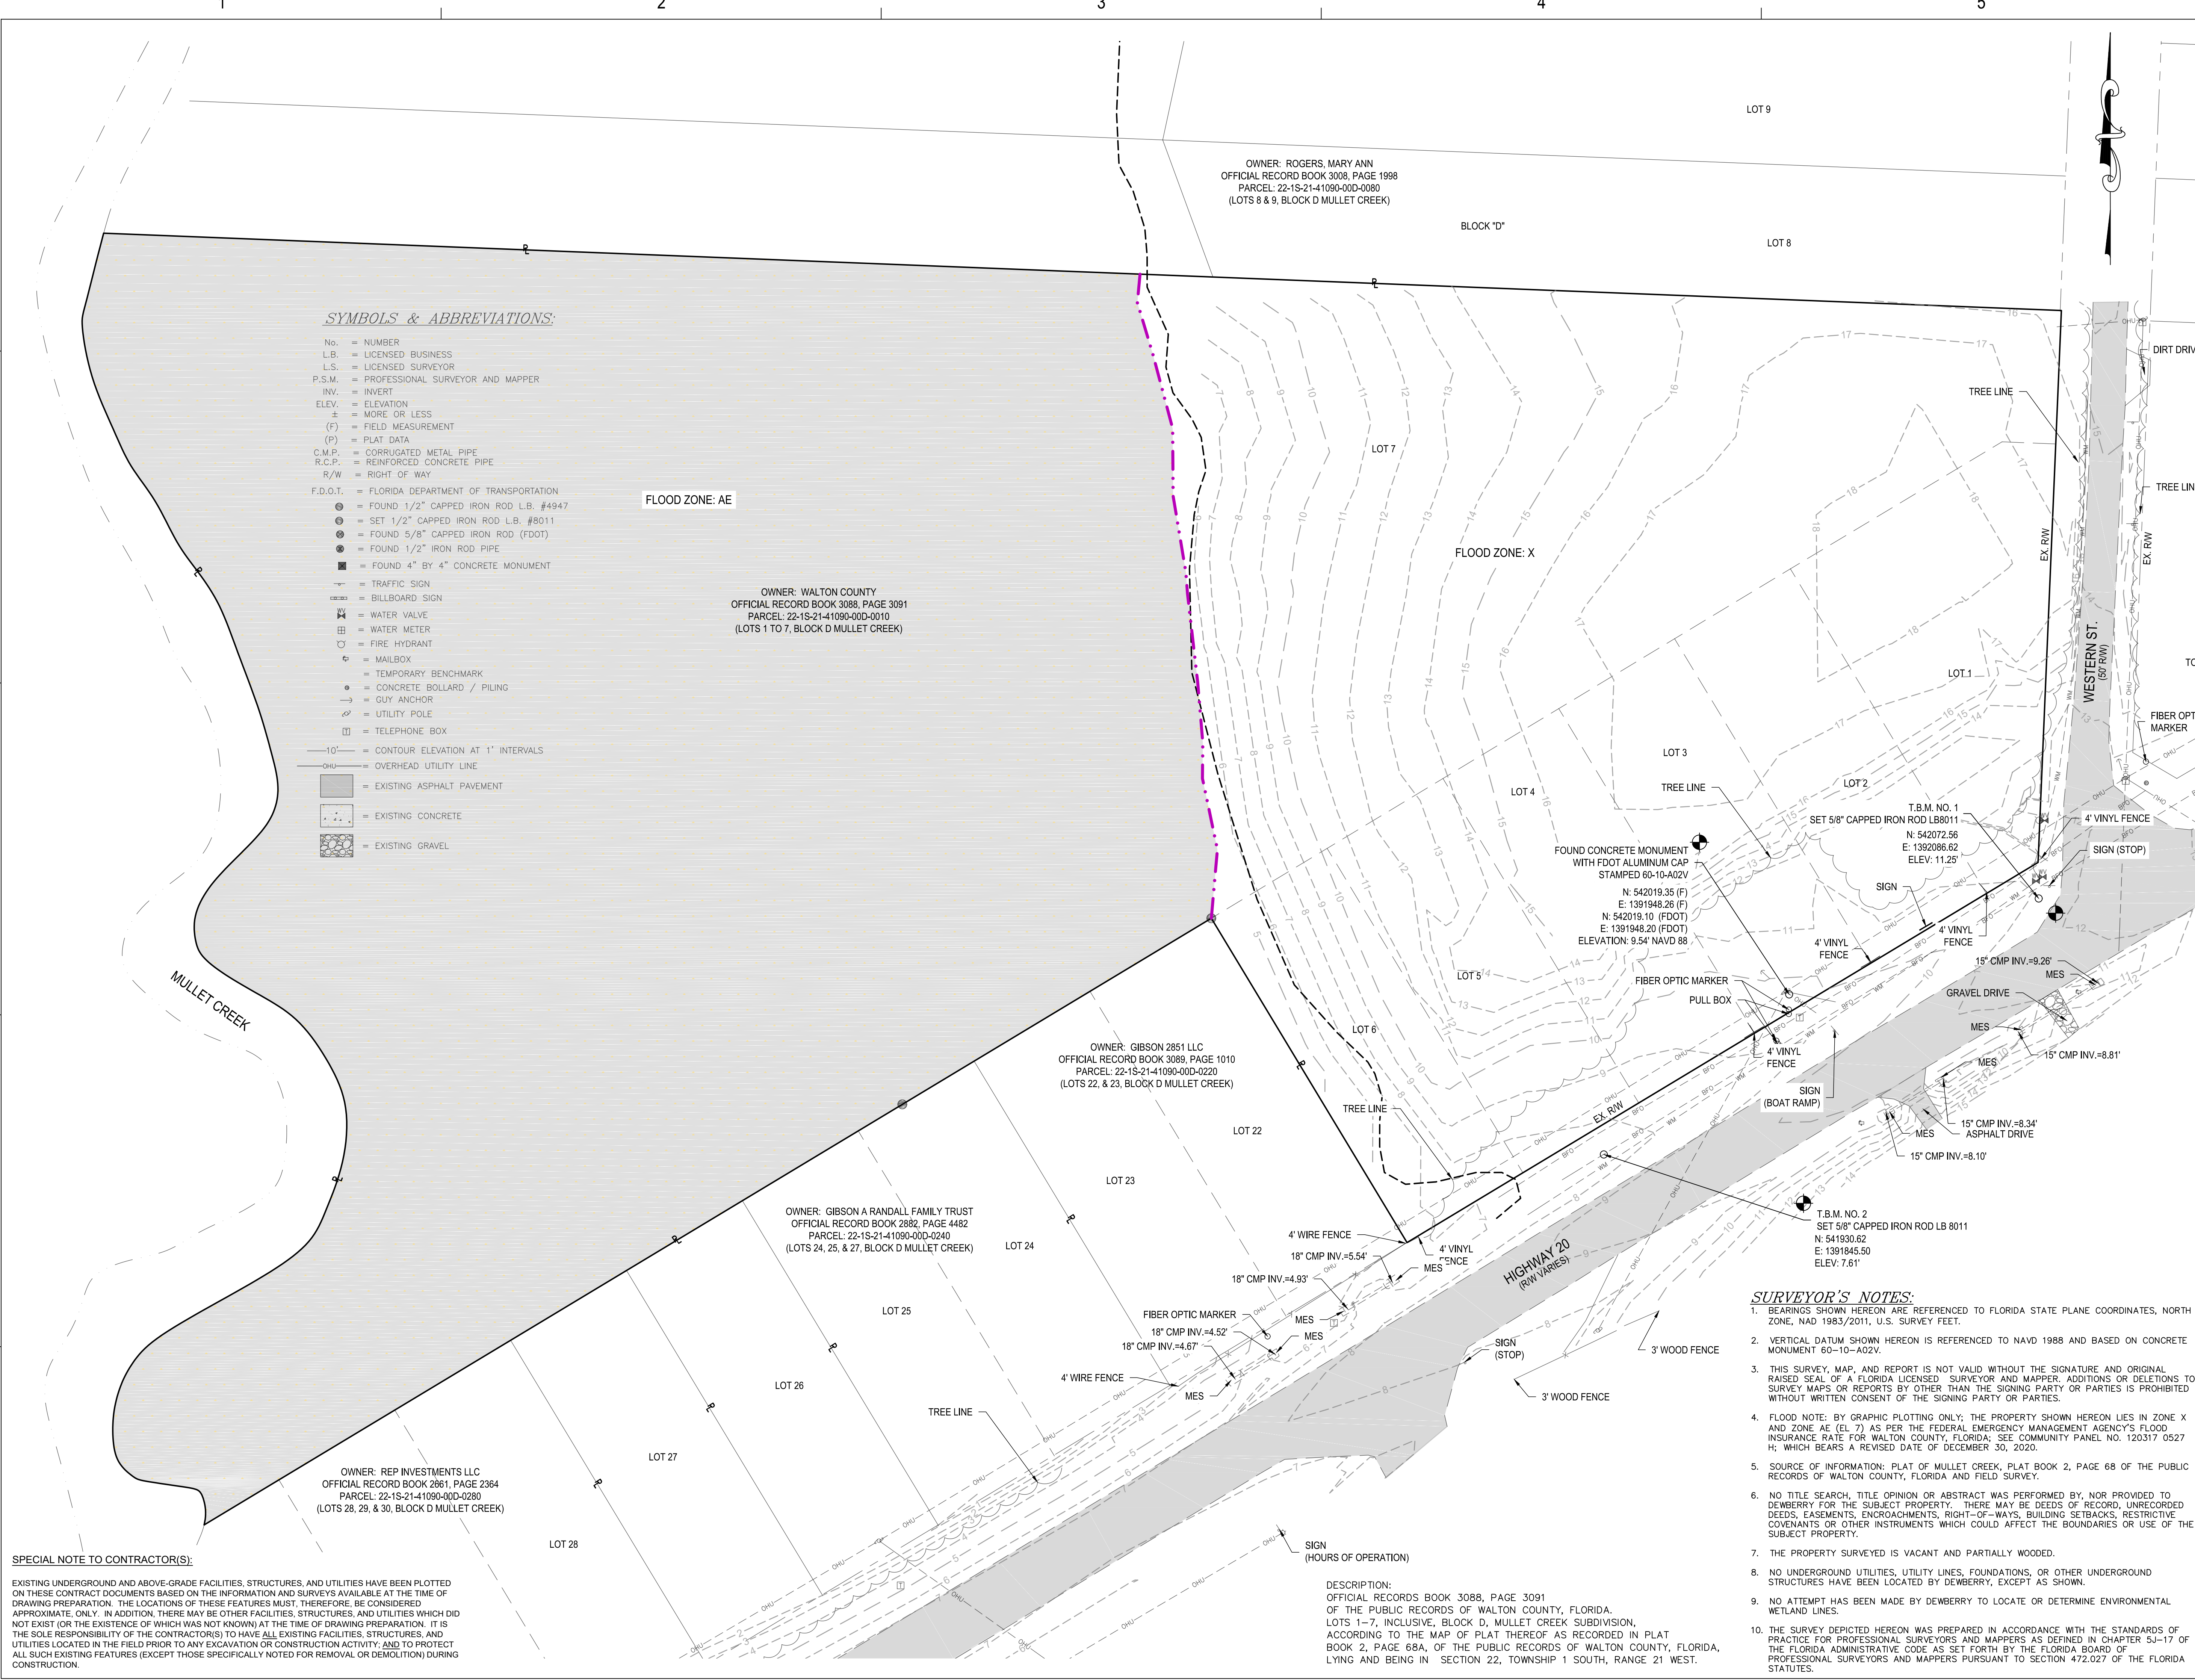 1
2
3
4
5
LOT 9
OWNER: ROGERS, MARY ANN
OFFICIAL RECORD BOOK 3008, PAGE 1998
PARCEL: 22-1S-21-41090-00D-0080
(LOTS 8 & 9, BLOCK D MULLET CREEK)
BLOCK "D"
LOT 8
SYMBOLS & ABBREVIATIONS:
No. = NUMBER
L.B. = LICENSED BUSINESS
L.S. = LICENSED SURVEYOR
P.S.M. = PROFESSIONAL SURVEYOR AND MAPPER
INV. = INVERT
ELEV. = ELEVATION
± = MORE OR LESS
(F) = FIELD MEASUREMENT
(P) = PLAT DATA
C.M.P. = CORRUGATED METAL PIPE
R.C.P. = REINFORCED CONCRETE PIPE
R/W = RIGHT OF WAY
F.D.O.T. = FLORIDA DEPARTMENT OF TRANSPORTATION
= FOUND 1/2" CAPPED IRON ROD L.B. #4947
= SET 1/2" CAPPED IRON ROD L.B. #8011
= FOUND 5/8" CAPPED IRON ROD (FDOT)
= FOUND 1/2" IRON ROD PIPE
= FOUND 4" BY 4" CONCRETE MONUMENT
= TRAFFIC SIGN
= BILLBOARD SIGN
WV = WATER VALVE
= WATER METER
= FIRE HYDRANT
= MAILBOX
= TEMPORARY BENCHMARK
= CONCRETE BOLLARD / PILING
= GUY ANCHOR
= UTILITY POLE
T = TELEPHONE BOX
10' = CONTOUR ELEVATION AT 1' INTERVALS
OHU = OVERHEAD UTILITY LINE
= EXISTING ASPHALT PAVEMENT
= EXISTING CONCRETE
= EXISTING GRAVEL
FLOOD ZONE: AE
OWNER: WALTON COUNTY
OFFICIAL RECORD BOOK 3088, PAGE 3091
PARCEL: 22-1S-21-41090-00D-0010
(LOTS 1 TO 7, BLOCK D MULLET CREEK)
LOT 7
FLOOD ZONE: X
TREE LINE
DIRT DRIV
TREE LIN
EX. R/W
EX. R/W
WESTERN ST.
(50' R/W)
TO
FIBER OPT
MARKER
LOT 1
LOT 2
LOT 3
LOT 4
LOT 5
LOT 6
TREE LINE
T.B.M. NO. 1
SET 5/8" CAPPED IRON ROD LB8011
N: 542072.56
E: 1392086.62
ELEV: 11.25'
4' VINYL FENCE
SIGN (STOP)
FOUND CONCRETE MONUMENT
WITH FDOT ALUMINUM CAP
STAMPED 60-10-A02V
N: 542019.35 (F)
E: 1391948.26 (F)
N: 542019.10 (FDOT)
E: 1391948.20 (FDOT)
ELEVATION: 9.54' NAVD 88
SIGN
4' VINYL
FENCE
4' VINYL
FENCE
15" CMP INV.=9.26'
MES
FIBER OPTIC MARKER
PULL BOX
GRAVEL DRIVE
MES
15" CMP INV.=8.81'
MES
4' VINYL
FENCE
SIGN
(BOAT RAMP)
15" CMP INV.=8.34'
ASPHALT DRIVE
MES
15" CMP INV.=8.10'
EX. R/W
MULLET CREEK
OWNER: GIBSON 2851 LLC
OFFICIAL RECORD BOOK 3089, PAGE 1010
PARCEL: 22-1S-21-41090-00D-0220
(LOTS 22, & 23, BLOCK D MULLET CREEK)
TREE LINE
LOT 22
LOT 23
OWNER: GIBSON A RANDALL FAMILY TRUST
OFFICIAL RECORD BOOK 2882, PAGE 4482
PARCEL: 22-1S-21-41090-00D-0240
(LOTS 24, 25, & 27, BLOCK D MULLET CREEK)
LOT 24
LOT 25
LOT 26
LOT 27
LOT 28
4' WIRE FENCE
18" CMP INV.=5.54'
4' VINYL
FENCE
MES
18" CMP INV.=4.93'
MES
FIBER OPTIC MARKER
18" CMP INV.=4.52'
MES
18" CMP INV.=4.67'
4' WIRE FENCE
MES
TREE LINE
HIGHWAY 20
(R/W VARIES)
T.B.M. NO. 2
SET 5/8" CAPPED IRON ROD LB 8011
N: 541930.62
E: 1391845.50
ELEV: 7.61'
SIGN
(STOP)
3' WOOD FENCE
3' WOOD FENCE
OWNER: REP INVESTMENTS LLC
OFFICIAL RECORD BOOK 2661, PAGE 2364
PARCEL: 22-1S-21-41090-00D-0280
(LOTS 28, 29, & 30, BLOCK D MULLET CREEK)
SIGN
(HOURS OF OPERATION)
SPECIAL NOTE TO CONTRACTOR(S):
EXISTING UNDERGROUND AND ABOVE-GRADE FACILITIES, STRUCTURES, AND UTILITIES HAVE BEEN PLOTTED
ON THESE CONTRACT DOCUMENTS BASED ON THE INFORMATION AND SURVEYS AVAILABLE AT THE TIME OF
DRAWING PREPARATION. THE LOCATIONS OF THESE FEATURES MUST, THEREFORE, BE CONSIDERED
APPROXIMATE, ONLY. IN ADDITION, THERE MAY BE OTHER FACILITIES, STRUCTURES, AND UTILITIES WHICH DID
NOT EXIST (OR THE EXISTENCE OF WHICH WAS NOT KNOWN) AT THE TIME OF DRAWING PREPARATION. IT IS
THE SOLE RESPONSIBILITY OF THE CONTRACTOR(S) TO HAVE ALL EXISTING FACILITIES, STRUCTURES, AND
UTILITIES LOCATED IN THE FIELD PRIOR TO ANY EXCAVATION OR CONSTRUCTION ACTIVITY; AND TO PROTECT
ALL SUCH EXISTING FEATURES (EXCEPT THOSE SPECIFICALLY NOTED FOR REMOVAL OR DEMOLITION) DURING
CONSTRUCTION.
DESCRIPTION:
OFFICIAL RECORDS BOOK 3088, PAGE 3091
OF THE PUBLIC RECORDS OF WALTON COUNTY, FLORIDA.
LOTS 1-7, INCLUSIVE, BLOCK D, MULLET CREEK SUBDIVISION,
ACCORDING TO THE MAP OF PLAT THEREOF AS RECORDED IN PLAT
BOOK 2, PAGE 68A, OF THE PUBLIC RECORDS OF WALTON COUNTY, FLORIDA,
LYING AND BEING IN SECTION 22, TOWNSHIP 1 SOUTH, RANGE 21 WEST.
SURVEYOR'S NOTES:
1. BEARINGS SHOWN HEREON ARE REFERENCED TO FLORIDA STATE PLANE COORDINATES, NORTH
ZONE, NAD 1983/2011, U.S. SURVEY FEET.
2. VERTICAL DATUM SHOWN HEREON IS REFERENCED TO NAVD 1988 AND BASED ON CONCRETE
MONUMENT 60-10-A02V.
3. THIS SURVEY, MAP, AND REPORT IS NOT VALID WITHOUT THE SIGNATURE AND ORIGINAL
RAISED SEAL OF A FLORIDA LICENSED SURVEYOR AND MAPPER. ADDITIONS OR DELETIONS TO
SURVEY MAPS OR REPORTS BY OTHER THAN THE SIGNING PARTY OR PARTIES IS PROHIBITED
WITHOUT WRITTEN CONSENT OF THE SIGNING PARTY OR PARTIES.
4. FLOOD NOTE: BY GRAPHIC PLOTTING ONLY; THE PROPERTY SHOWN HEREON LIES IN ZONE X
AND ZONE AE (EL 7) AS PER THE FEDERAL EMERGENCY MANAGEMENT AGENCY'S FLOOD
INSURANCE RATE FOR WALTON COUNTY, FLORIDA; SEE COMMUNITY PANEL NO. 120317 0527
H; WHICH BEARS A REVISED DATE OF DECEMBER 30, 2020.
5. SOURCE OF INFORMATION: PLAT OF MULLET CREEK, PLAT BOOK 2, PAGE 68 OF THE PUBLIC
RECORDS OF WALTON COUNTY, FLORIDA AND FIELD SURVEY.
6. NO TITLE SEARCH, TITLE OPINION OR ABSTRACT WAS PERFORMED BY, NOR PROVIDED TO
DEWBERRY FOR THE SUBJECT PROPERTY. THERE MAY BE DEEDS OF RECORD, UNRECORDED
DEEDS, EASEMENTS, ENCROACHMENTS, RIGHT-OF-WAYS, BUILDING SETBACKS, RESTRICTIVE
COVENANTS OR OTHER INSTRUMENTS WHICH COULD AFFECT THE BOUNDARIES OR USE OF THE
SUBJECT PROPERTY.
7. THE PROPERTY SURVEYED IS VACANT AND PARTIALLY WOODED.
8. NO UNDERGROUND UTILITIES, UTILITY LINES, FOUNDATIONS, OR OTHER UNDERGROUND
STRUCTURES HAVE BEEN LOCATED BY DEWBERRY, EXCEPT AS SHOWN.
9. NO ATTEMPT HAS BEEN MADE BY DEWBERRY TO LOCATE OR DETERMINE ENVIRONMENTAL
WETLAND LINES.
10. THE SURVEY DEPICTED HEREON WAS PREPARED IN ACCORDANCE WITH THE STANDARDS OF
PRACTICE FOR PROFESSIONAL SURVEYORS AND MAPPERS AS DEFINED IN CHAPTER 5J-17 OF
THE FLORIDA ADMINISTRATIVE CODE AS SET FORTH BY THE FLORIDA BOARD OF
PROFESSIONAL SURVEYORS AND MAPPERS PURSUANT TO SECTION 472.027 OF THE FLORIDA
STATUTES.